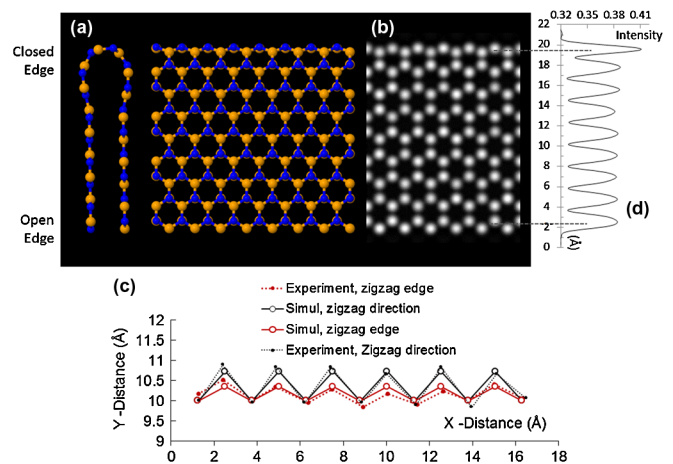 (a)
(b)
Closed
Edge
Open
Edge
0.32 0.35 0.38 0.41
Intensity
22
20
18
16
14
12
10
8
6
4
2
0
(Å)
(d)
(c)
Experiment, zigzag edge
Simul, zigzag direction
Simul, zigzag edge
Experiment, Zigzag direction
Y -Distance (Å)
12
11.5
11
10.5
10
9.5
9
X -Distance (Å)
0 2 4 6 8 10 12 14 16 18